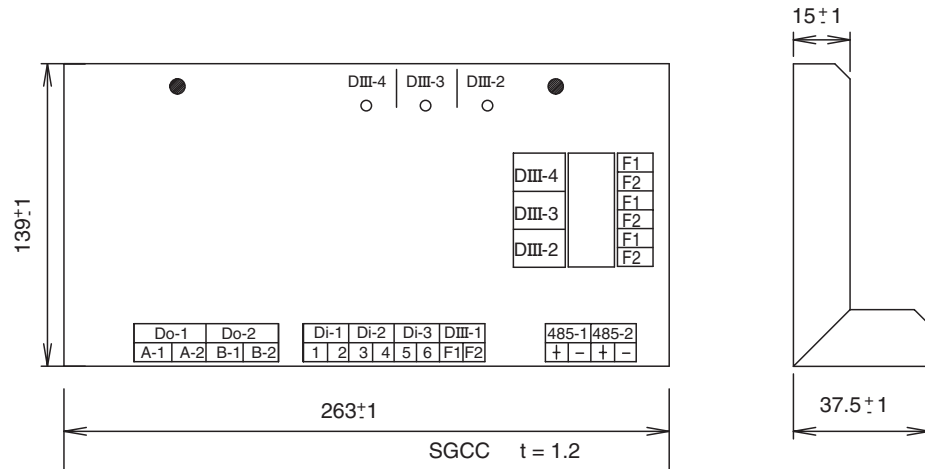 15±1
DⅢ-4 DⅢ-3 DⅢ-2
139±1
DⅢ-4 F1
F2
DⅢ-3 F1
F2
DⅢ-2 F1
F2
Do-1 Do-2 Di-1 Di-2 Di-3 DⅢ-1 485-1 485-2
A-1 A-2 B-1 B-2 1 2 3 4 5 6 F1 F2 + − + −
263±1 37.5±1
SGCC t = 1.2